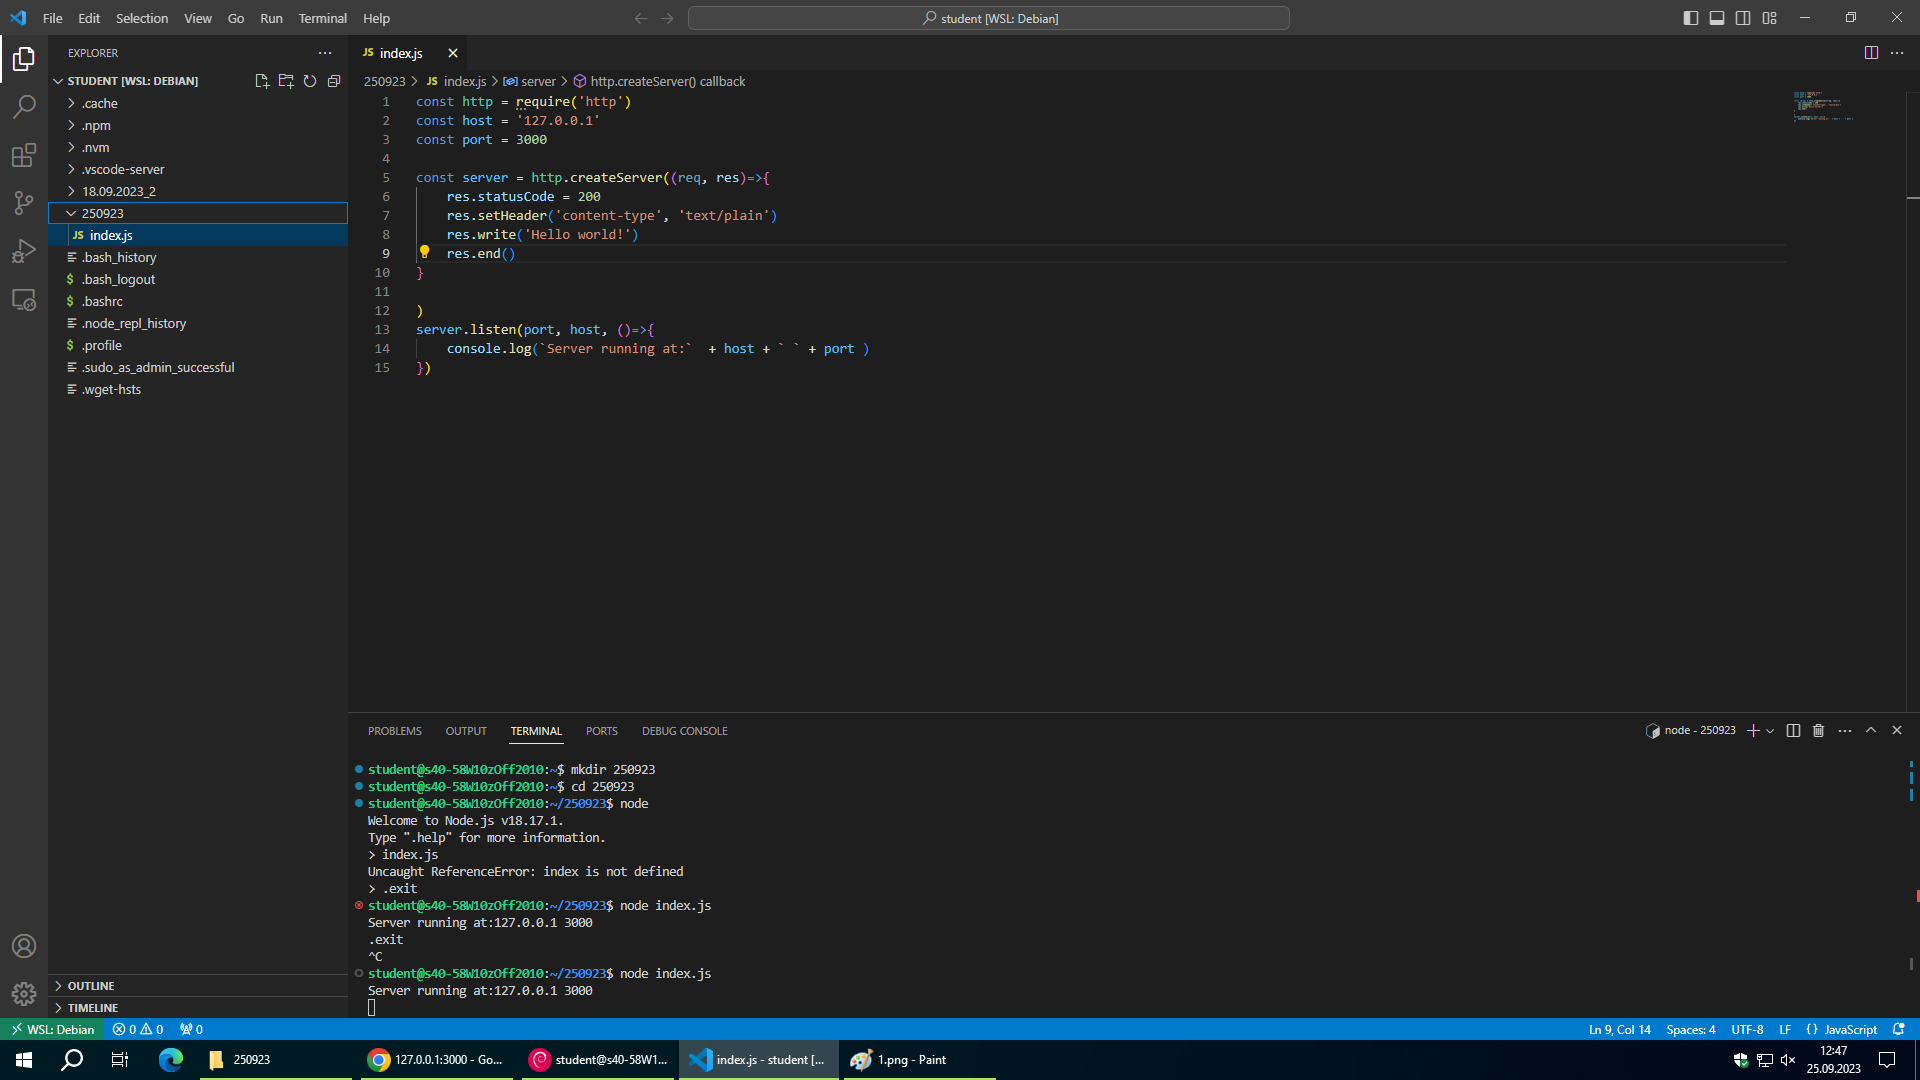 File Edit Selection View Go Run Terminal Help
student [WSL: Debian]
EXPLORER
index.js
STUDENT [WSL: DEBIAN]
.cache
.npm
.nvm
.vscode-server
18.09.2023_2
250923
JS index.js
.bash_history
$ .bash_logout
$ .bashrc
.node_repl_history
$ .profile
.sudo_as_admin_successful
.wget-hsts
OUTLINE
TIMELINE
JS index.js
250923 > JS index.js > server > http.createServer() callback
1 const http = require('http')
2 const host = '127.0.0.1'
3 const port = 3000
4
5 const server = http.createServer((req, res)=>{
6 res.statusCode = 200
7 res.setHeader('content-type', 'text/plain')
8 res.write('Hello world!')
9 res.end()
10 }
11
12 )
13 server.listen(port, host, ()=>{
14 console.log(`Server running at:`  + host + ` ` + port )
15 })
PROBLEMS OUTPUT TERMINAL PORTS DEBUG CONSOLE
node - 250923
student@s40-58W10zOff2010:~$ mkdir 250923
student@s40-58W10zOff2010:~$ cd 250923
student@s40-58W10zOff2010:~/250923$ node
Welcome to Node.js v18.17.1.
Type ".help" for more information.
> index.js
Uncaught ReferenceError: index is not defined
> .exit
student@s40-58W10zOff2010:~/250923$ node index.js
Server running at:127.0.0.1 3000
.exit
^C
student@s40-58W10zOff2010:~/250923$ node index.js
Server running at:127.0.0.1 3000
WSL: Debian 0 0 0
Ln 9, Col 14 Spaces: 4 UTF-8 LF {} JavaScript
250923
127.0.0.1:3000 - Go...
student@s40-58W1...
index.js - student [...
1.png - Paint
12:47
25.09.2023